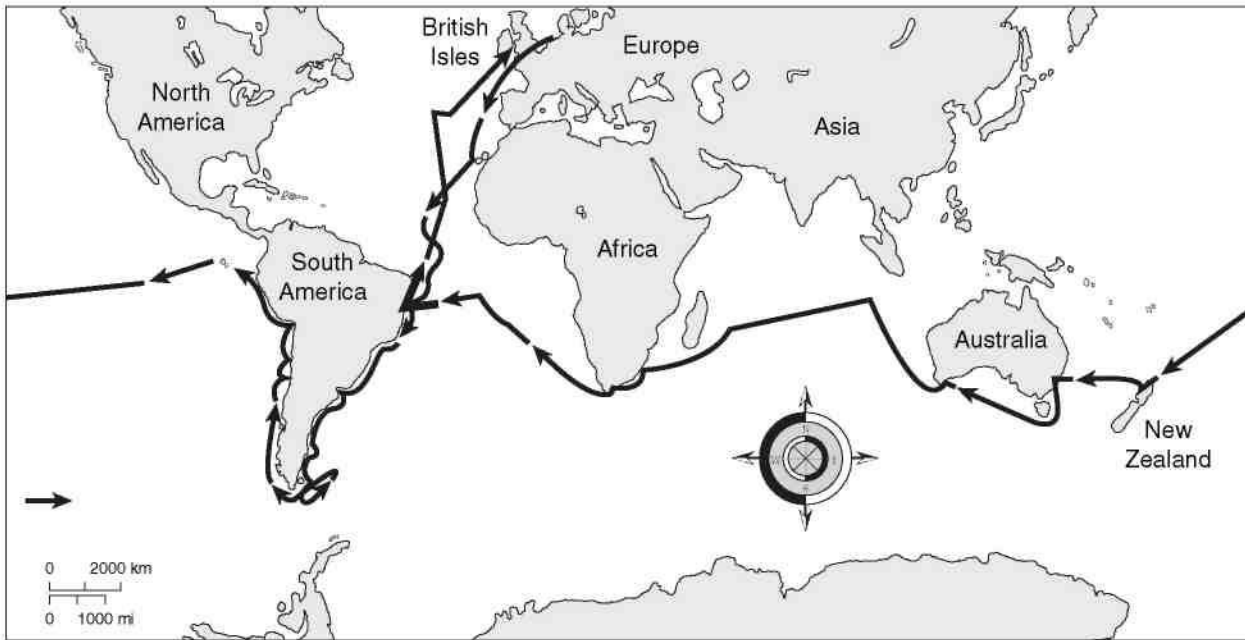 British
Isles
Europe
North
America
Asia
Africa
South
America
Australia
New
Zealand
0 2000 km
0 1000 mi